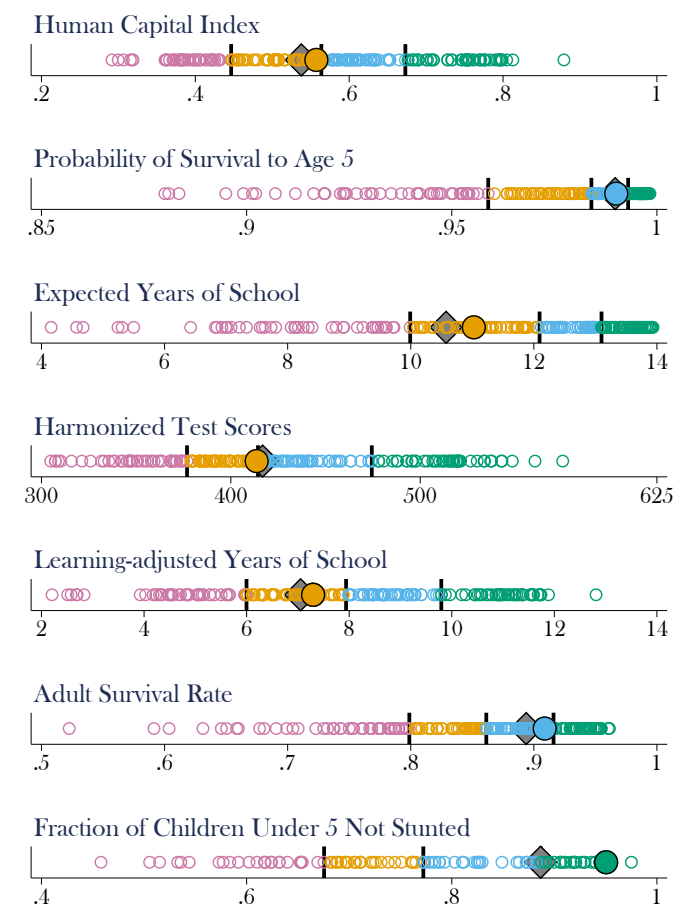 Human Capital Index
.2 .4 .6 .8 1
Probability of Survival to Age 5
.85 .9 .95 1
Expected Years of School
4 6 8 10 12 14
Harmonized Test Scores
300 400 500 625
Learning-adjusted Years of School
2 4 6 8 10 12 14
Adult Survival Rate
.5 .6 .7 .8 .9 1
Fraction of Children Under 5 Not Stunted
.4 .6 .8 1